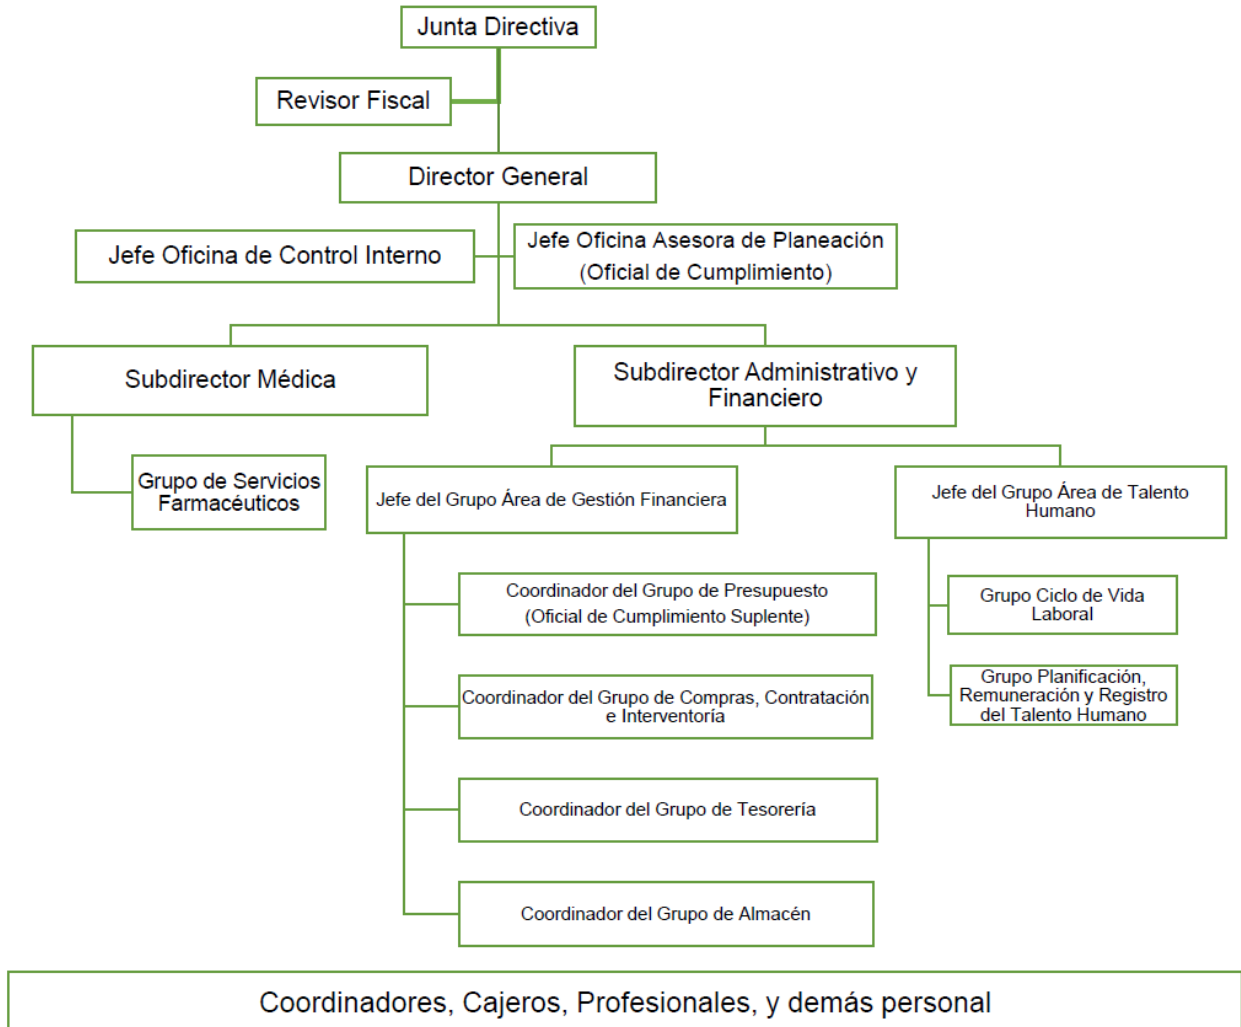 Junta Directiva
Revisor Fiscal
Director General
Jefe Oficina de Control Interno
Jefe Oficina Asesora de Planeación
(Oficial de Cumplimiento)
Subdirector Médica
Subdirector Administrativo y
Financiero
Grupo de Servicios
Farmacéuticos
Jefe del Grupo Área de Gestión Financiera
Jefe del Grupo Área de Talento
Humano
Coordinador del Grupo de Presupuesto
(Oficial de Cumplimiento Suplente)
Grupo Ciclo de Vida
Laboral
Coordinador del Grupo de Compras, Contratación
e Interventoría
Grupo Planificación,
Remuneración y Registro
del Talento Humano
Coordinador del Grupo de Tesorería
Coordinador del Grupo de Almacén
Coordinadores, Cajeros, Profesionales, y demás personal